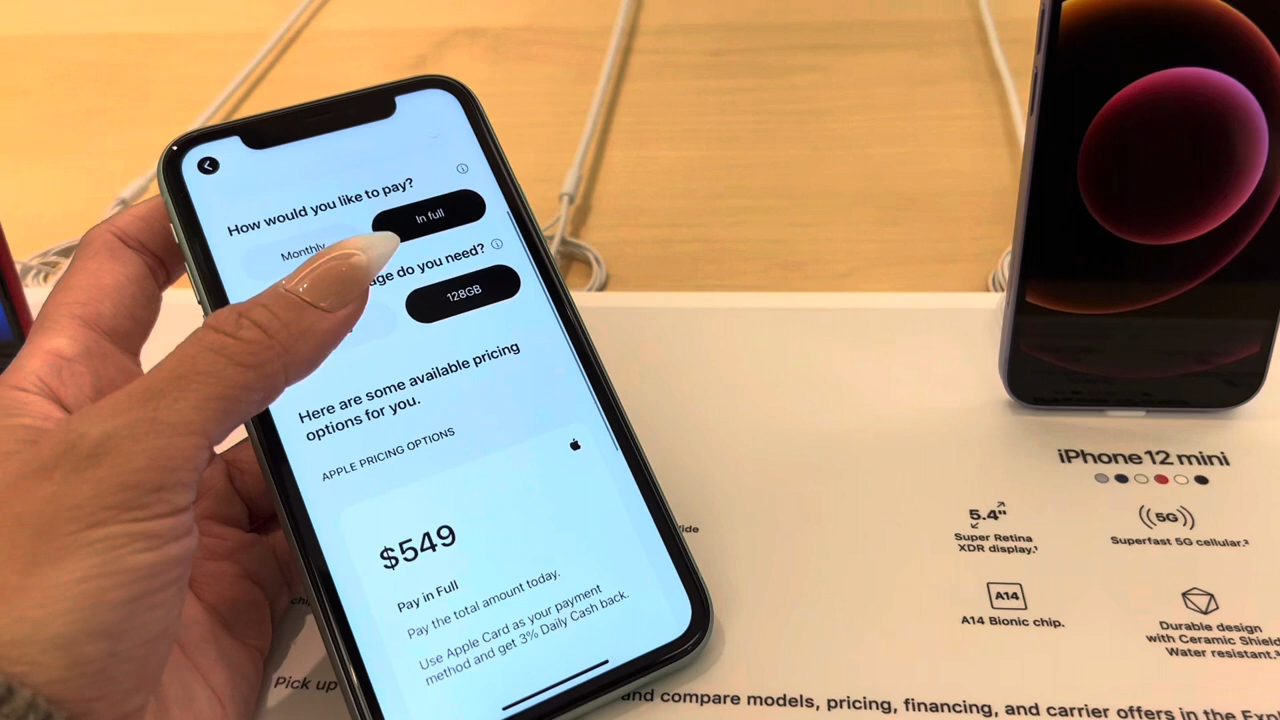 How would you like to pay?
Monthly
In full
do you need?
128GB
Here are some available pricing
options for you.
APPLE PRICING OPTIONS
$549
Pay in Full
Pay the total amount today.
Use Apple Card as your payment
method and get 3% Daily Cash back.
iPhone 12 mini
5.4"
Super Retina
XDR display.¹
5G
Superfast 5G cellular.²
A14
A14 Bionic chip.
Durable design
with Ceramic Shield
Water resistant.³
Pick up
and compare models, pricing, financing, and carrier offers in the